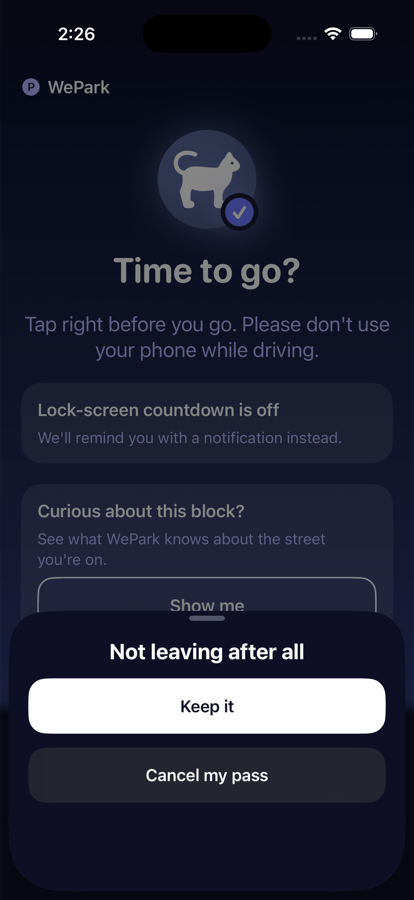 2:26
P WePark
Time to go?
Tap right before you go. Please don't use
your phone while driving.
Lock-screen countdown is off
We'll remind you with a notification instead.
Curious about this block?
See what WePark knows about the street
you're on.
Show me
Not leaving after all
Keep it
Cancel my pass